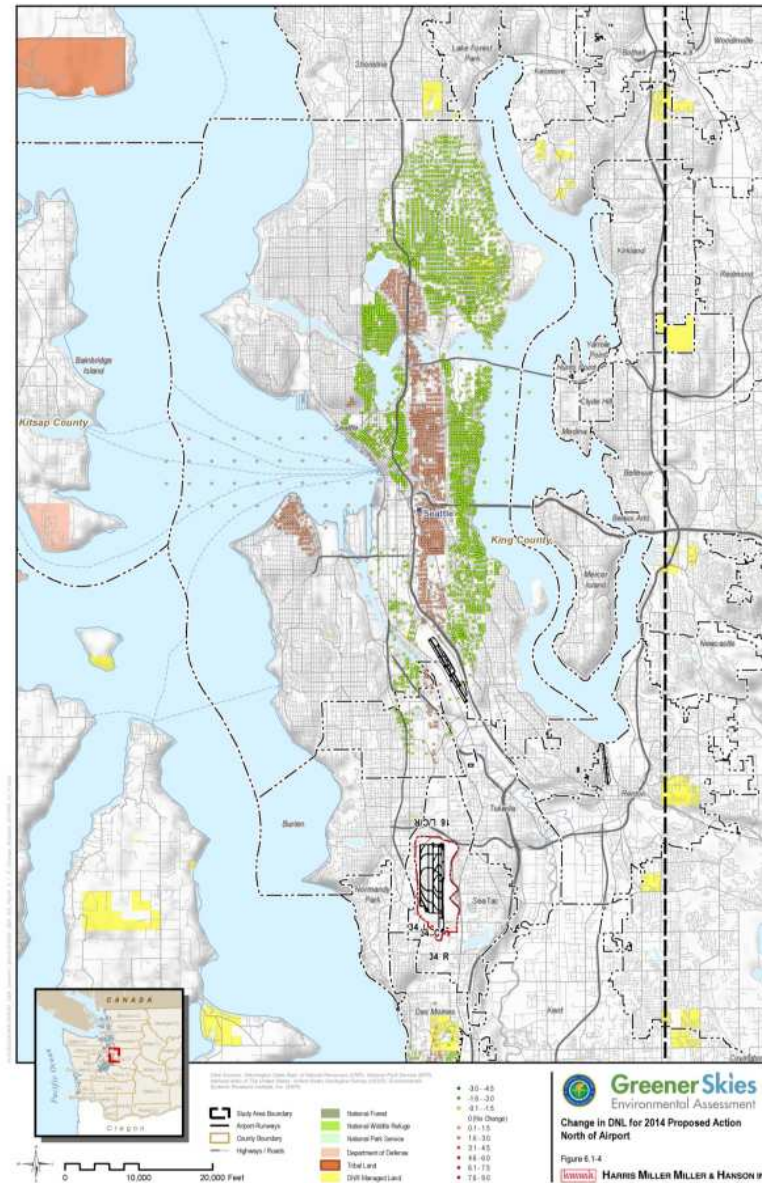 Lake Forest
Park
Shoreline
Kenmore
Bothell
Woodinville
Kirkland
Redmond
Bainbridge
Island
Yarrow
Point
Hunts Point
Clyde Hill
Medina
Kitsap County
Bellevue
Seattle
Beaux Arts
King County
Mercer
Island
Newcastle
Renton
Tukwila
Burien
16 L/C/R
Normandy
Park
SeaTac
34 R
Des Moines
Kent
CANADA
Pacific Ocean
Oregon
Study Area Boundary
Airport Runways
County Boundary
Highways / Roads
0 10,000 20,000 Feet
National Forest
National Wildlife Refuge
National Park Service
Department of Defense
Tribal Land
DNR Managed Land
-3.0 - -4.5
-1.6 - -3.0
-0.1 - -1.5
0 (No Change)
0.1 - 1.5
1.6 - 3.0
3.1 - 4.5
4.6 - 6.0
6.1 - 7.5
7.6 - 9.0
GreenerSkies
Environmental Assessment
Change in DNL for 2014 Proposed Action
North of Airport
Figure 6.1-4
HARRIS MILLER MILLER & HANSON IN